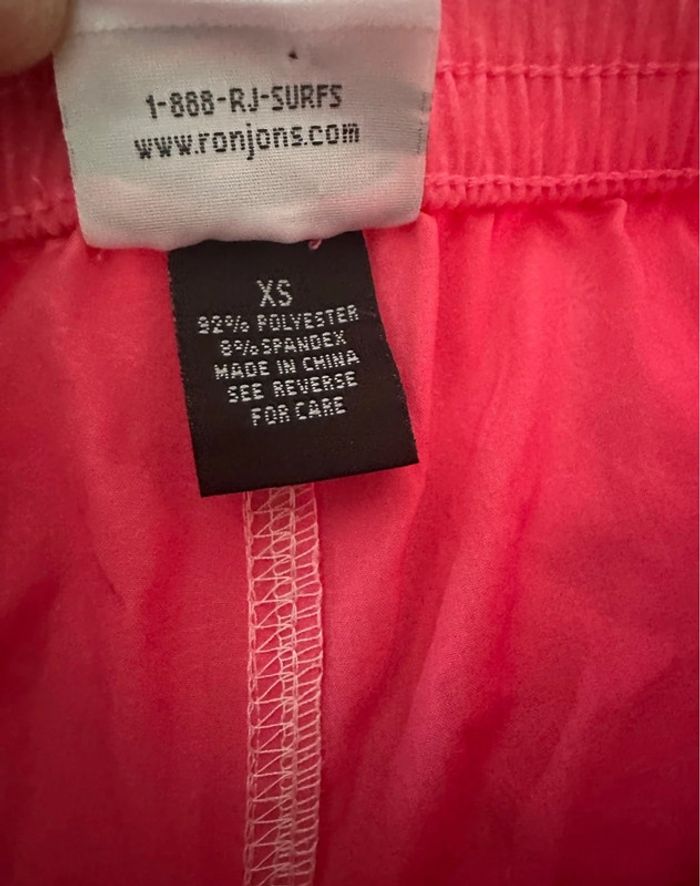 1-888-RJ-SURFS
www.ronjons.com
XS
92% POLYESTER
8% SPANDEX
MADE IN CHINA
SEE REVERSE
FOR CARE